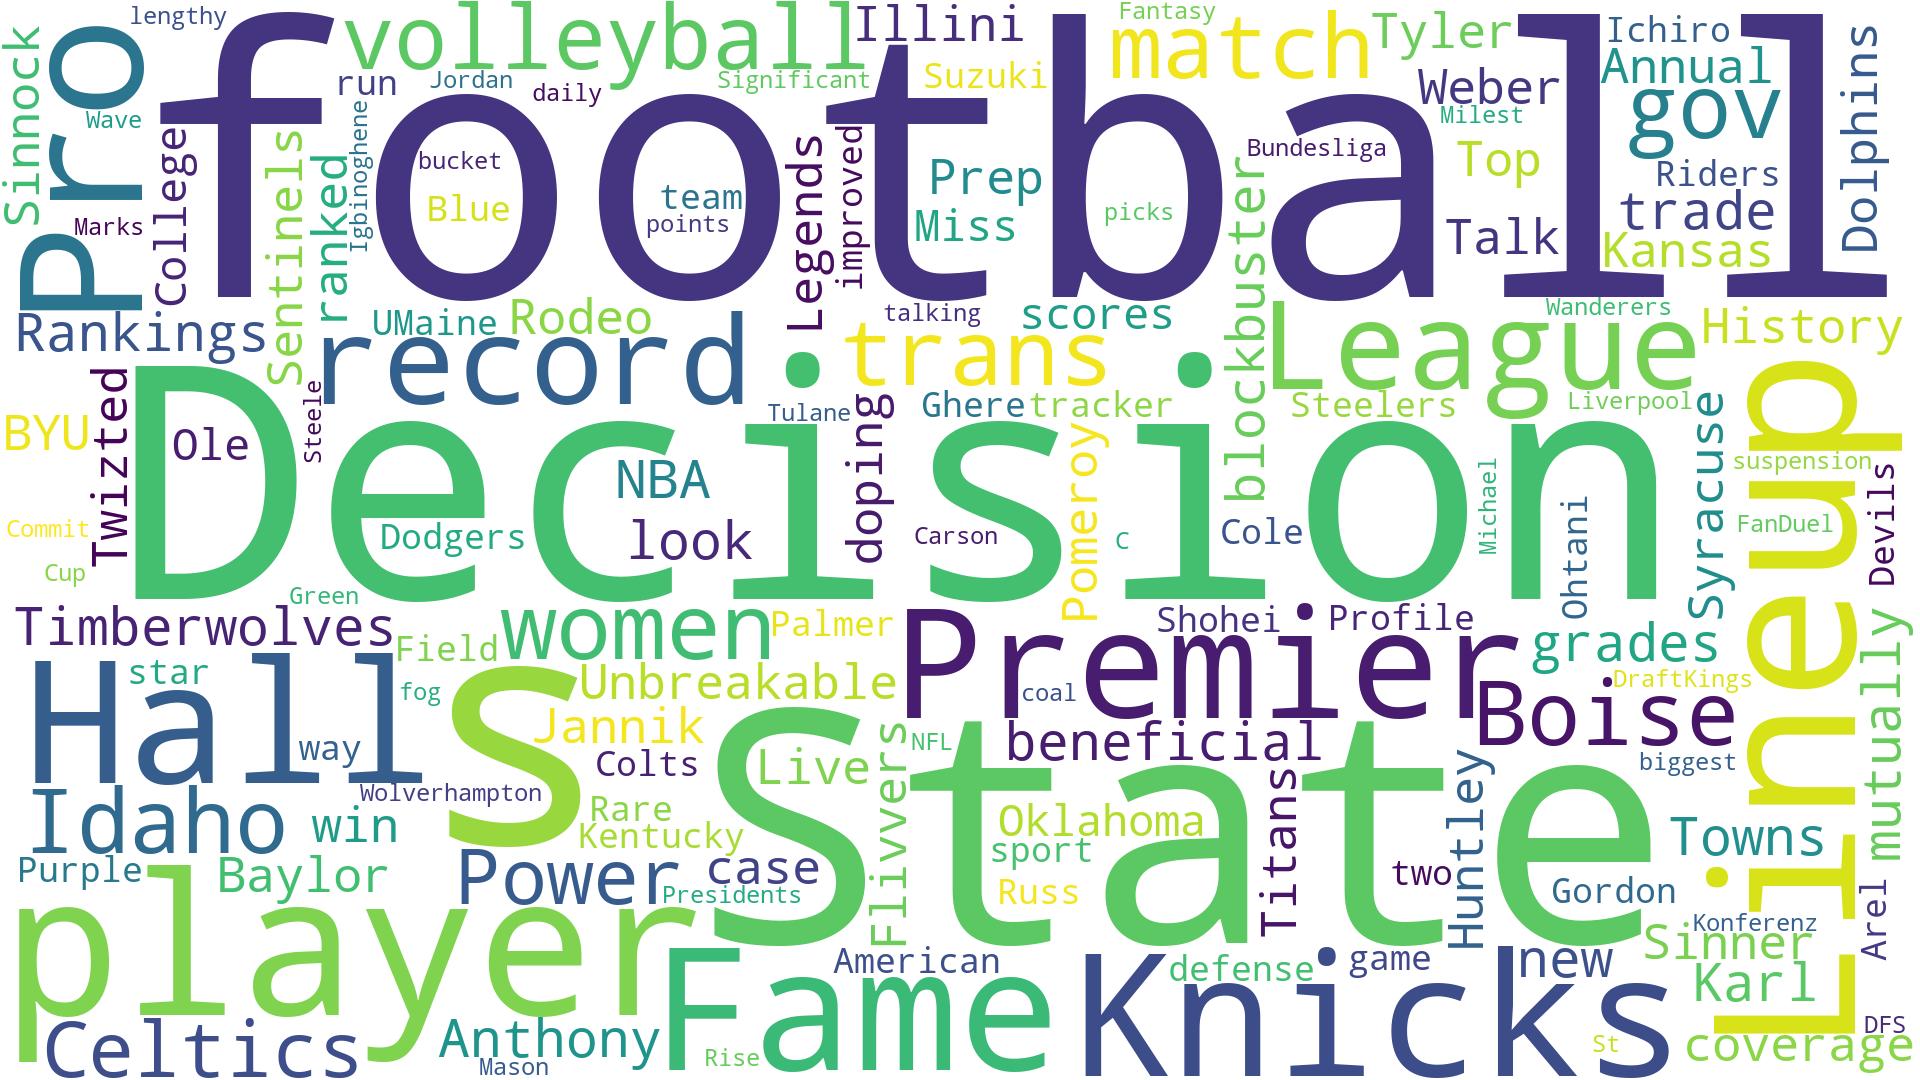 football
Decision
State
Lineup
player
S
Hall
Fame
Knicks
Premier
Pro
record
League
volleyball
trans
match
gov
women
Boise
Idaho
Power
Celtics
Anthony
Illini
Tyler
Weber
Annual
Ichiro
Dolphins
lengthy
Sinnock
Wave
Marks
College
Sentinels
ranked
Igbinoghene
run
Jordan
daily
Significant
Suzuki
Fantasy
Milest
Bundesliga
Top
Riders
trade
Kansas
Talk
bucket
Blue
team
points
Legends
improved
Prep
Miss
picks
blockbuster
Rankings
UMaine
Rodeo
talking
scores
Wanderers
History
BYU
Twizted
Ole
Steele
Tulane
doping
Ghere
tracker
Steelers
Liverpool
Syracuse
suspension
NBA
look
Dodgers
Carson
C
Pomeroy
Cole
Michael
Ohtani
FanDuel
Devils
Commit
Cup
Green
Timberwolves
Field
Palmer
Shohei
Profile
grades
mutually
star
fog
Unbreakable
coal
DraftKings
way
Jannik
Colts
Live
Flivvers
NFL
beneficial
Titans
Huntley
biggest
Wolverhampton
Rare
Kentucky
win
Oklahoma
sport
Towns
Purple
Baylor
case
Presidents
Russ
two
Gordon
Konferenz
Arel
Sinner
American
defense
game
new
Karl
DFS
Mason
Rise
St
coverage